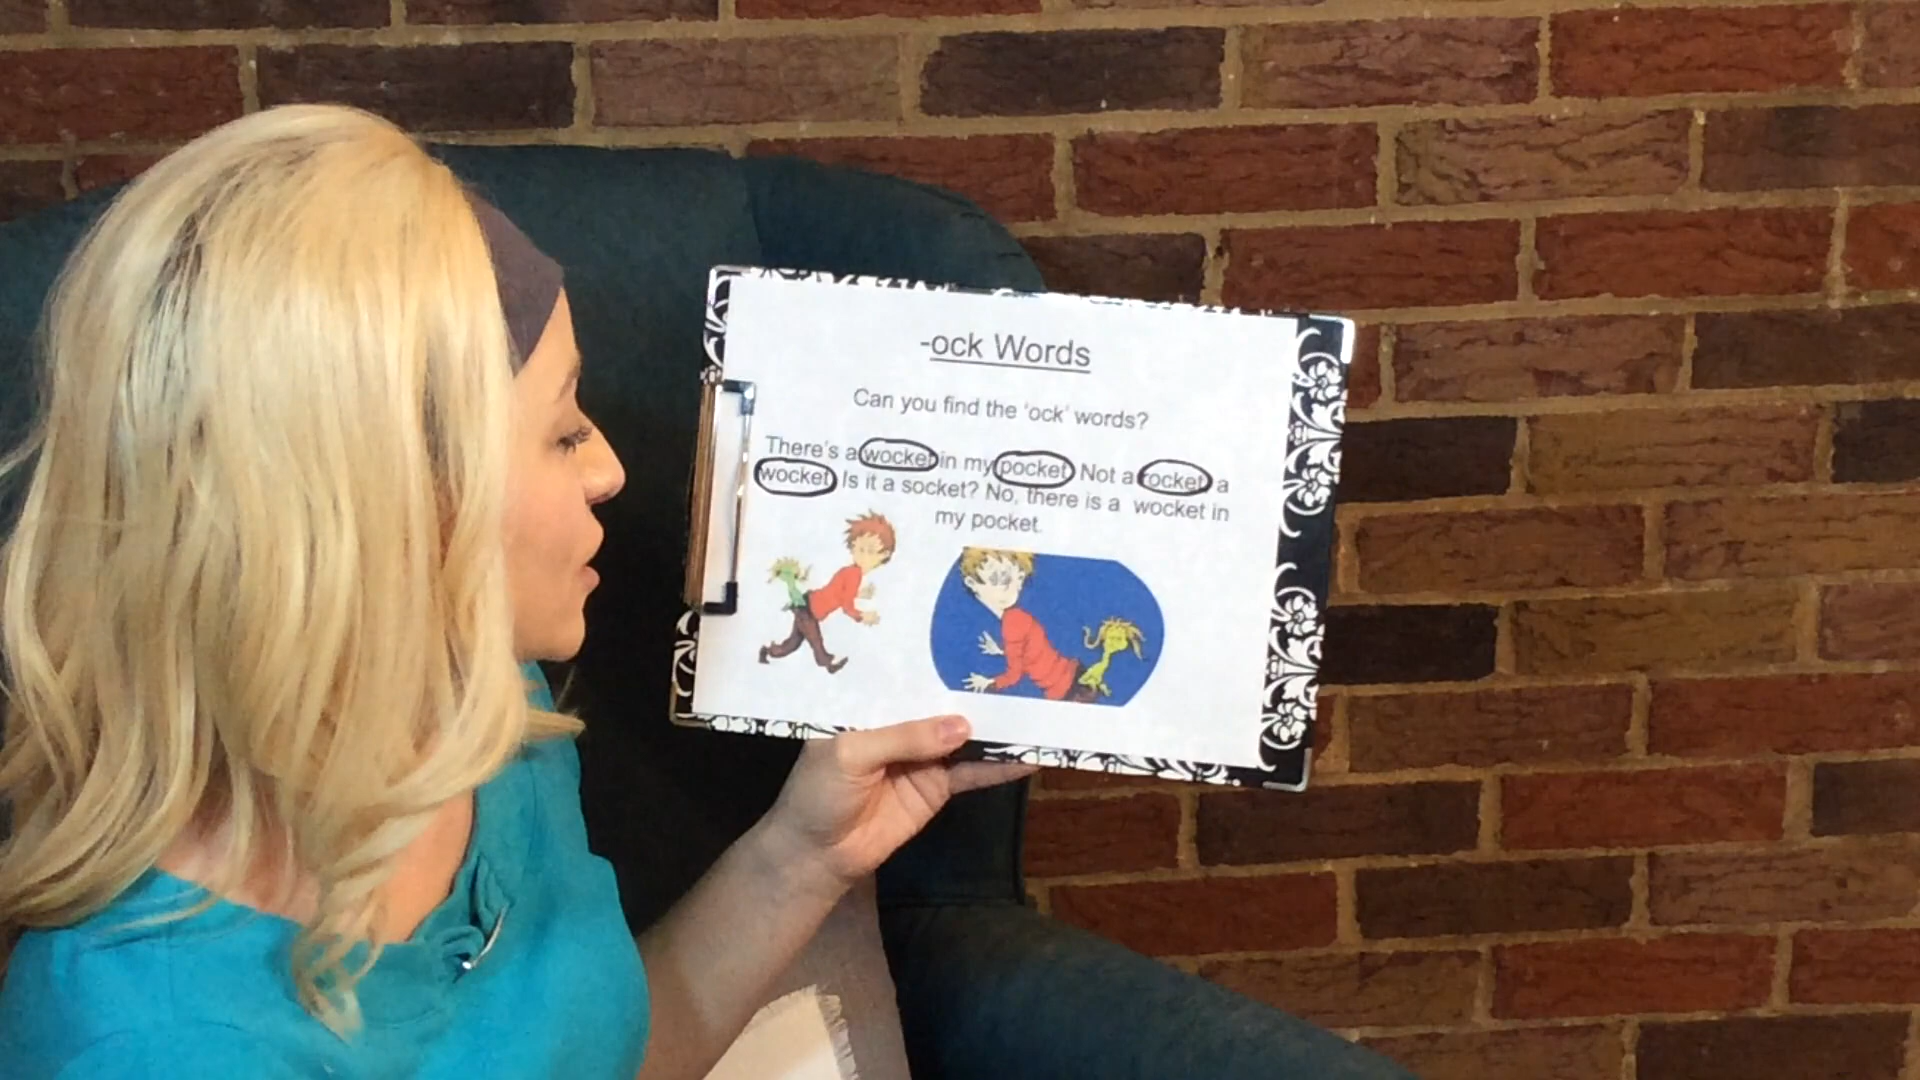 -ock Words
Can you find the 'ock' words?
There's a wocket in my pocket. Not a rocket, a
wocket. Is it a socket? No, there is a wocket in
my pocket.